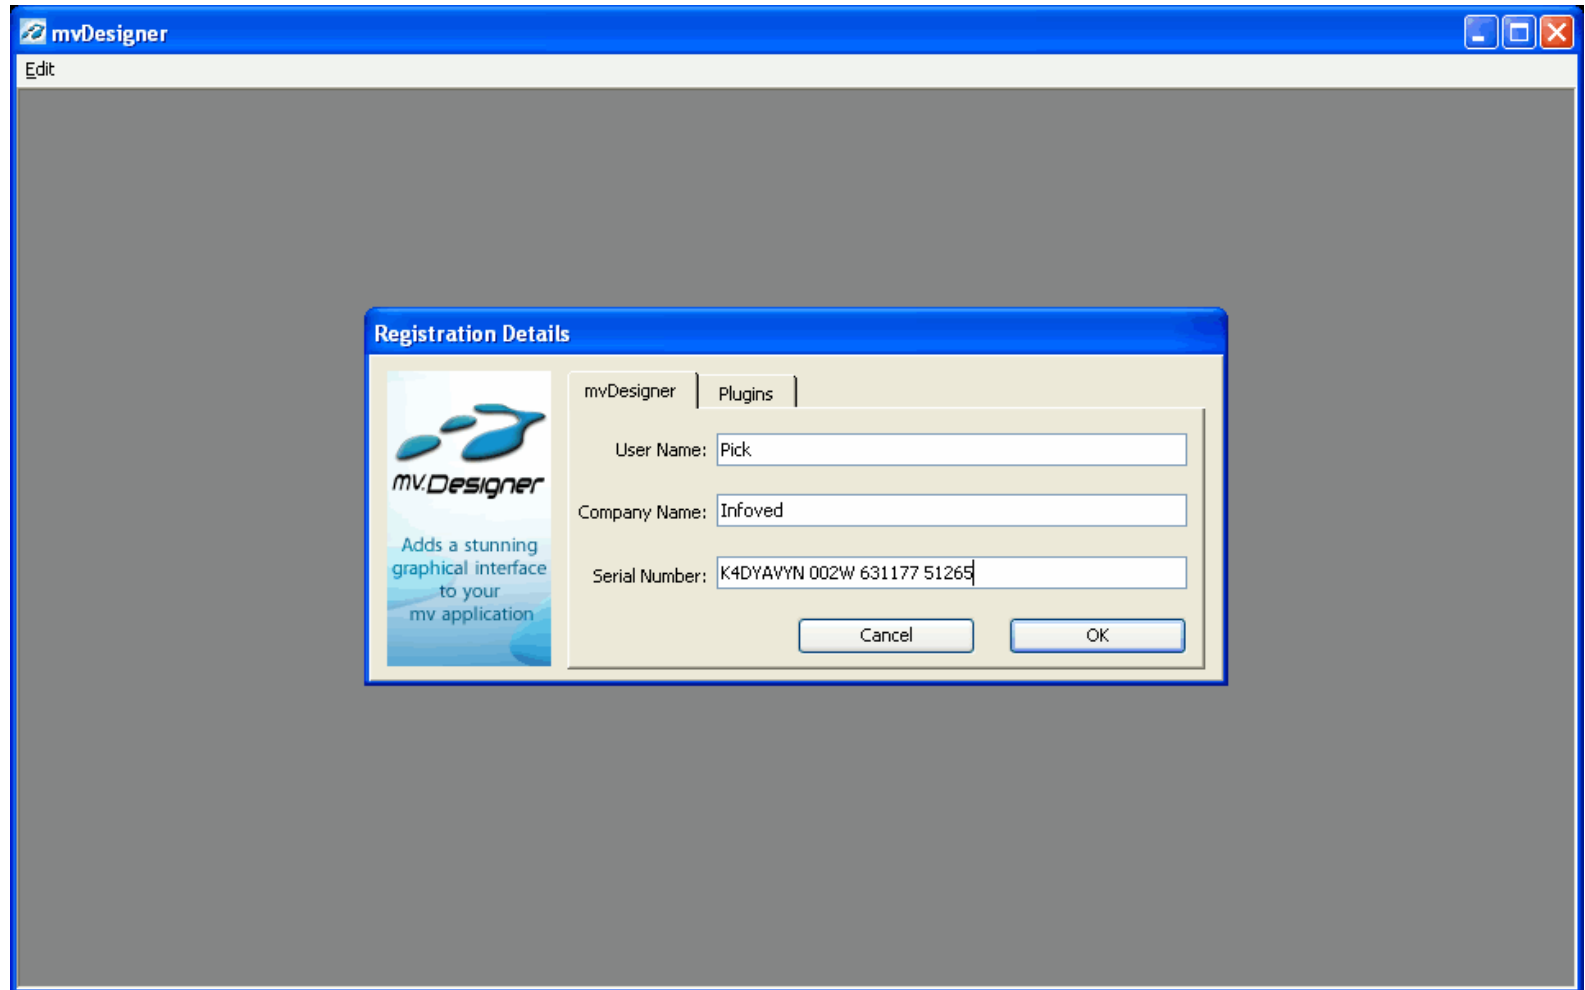 mvDesigner
Edit
Registration Details
mvDesigner Plugins
User Name: Pick
Company Name: Infoved
Serial Number: K4DYAVYN 002W 631177 51265
Cancel OK
mv.Designer
Adds a stunning
graphical interface
to your
mv application